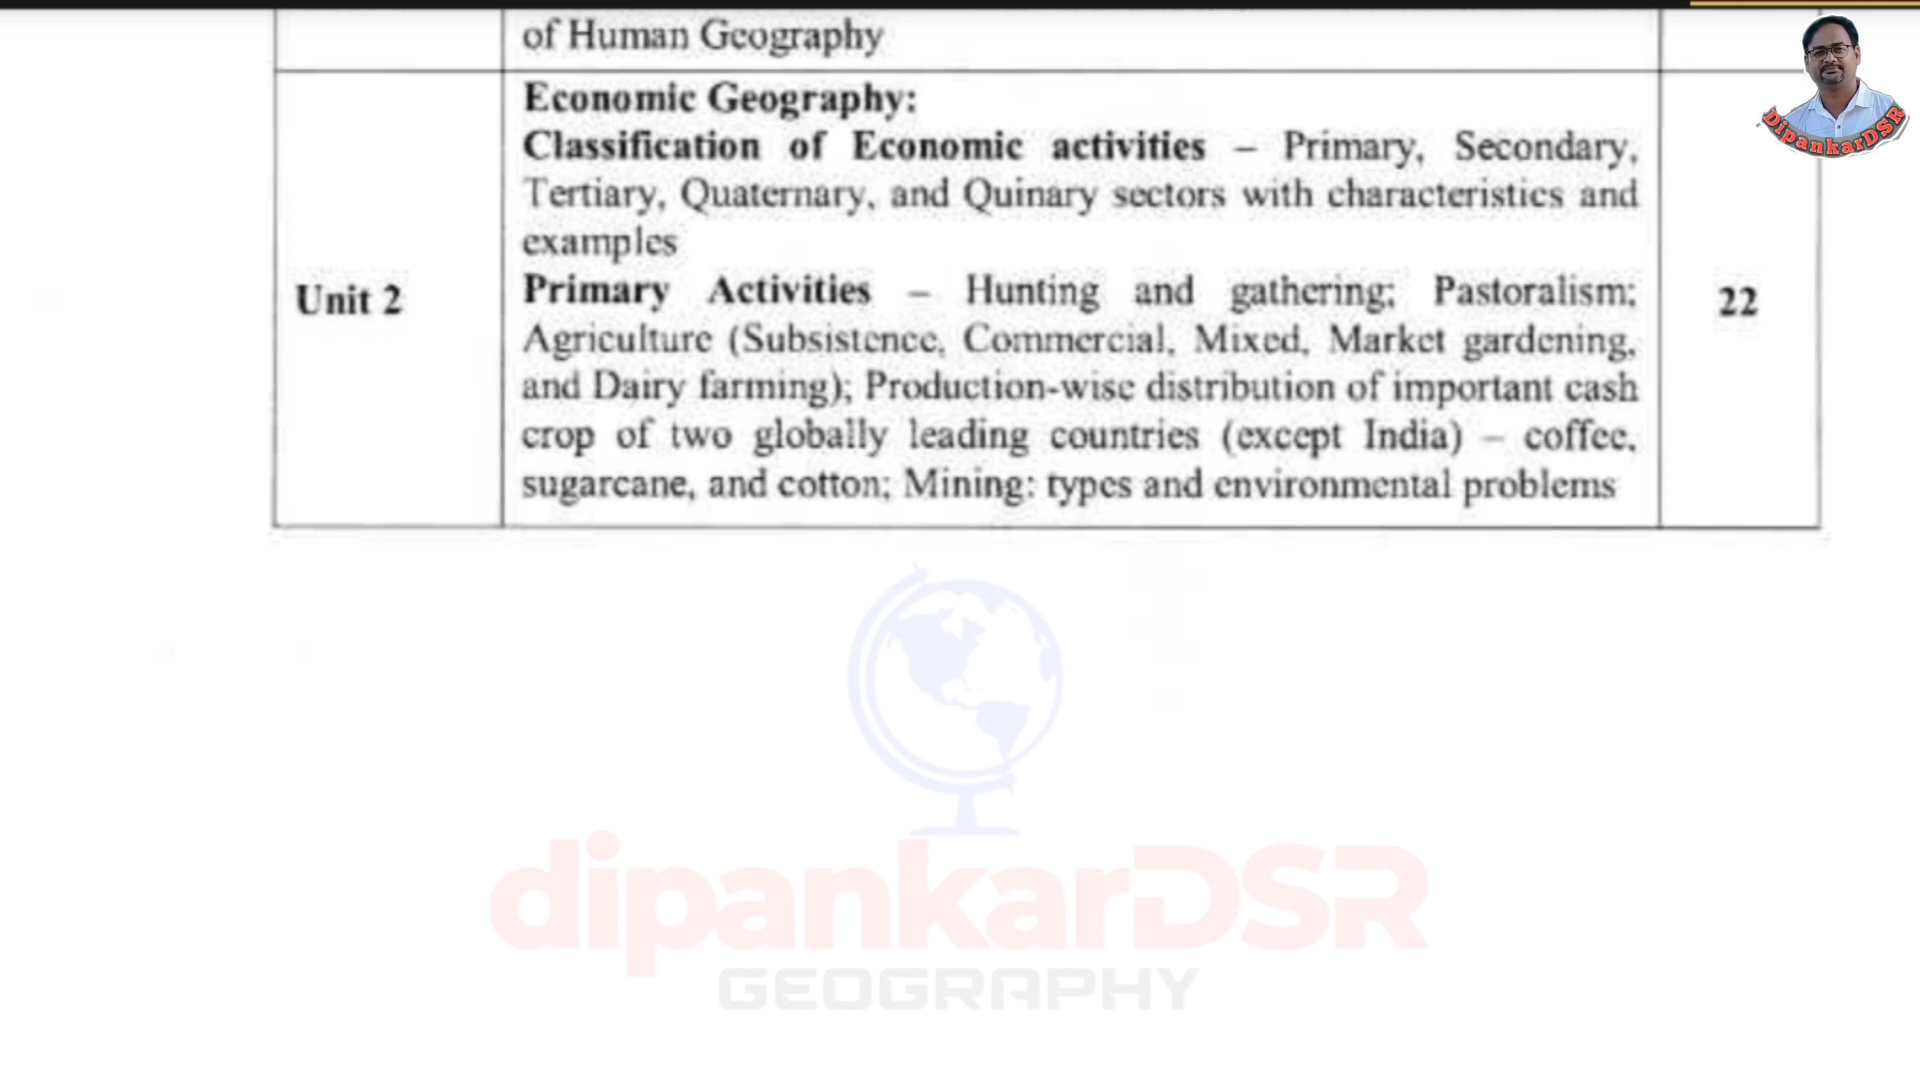 of Human Geography
Economic Geography:
Classification of Economic activities – Primary, Secondary,
Tertiary, Quaternary, and Quinary sectors with characteristics and
examples
Unit 2
Primary Activities – Hunting and gathering; Pastoralism;
Agriculture (Subsistence, Commercial, Mixed, Market gardening,
and Dairy farming); Production-wise distribution of important cash
crop of two globally leading countries (except India) – coffee,
sugarcane, and cotton; Mining: types and environmental problems
22
DipankarDSR
dipankarDSR
GEOGRAPHY